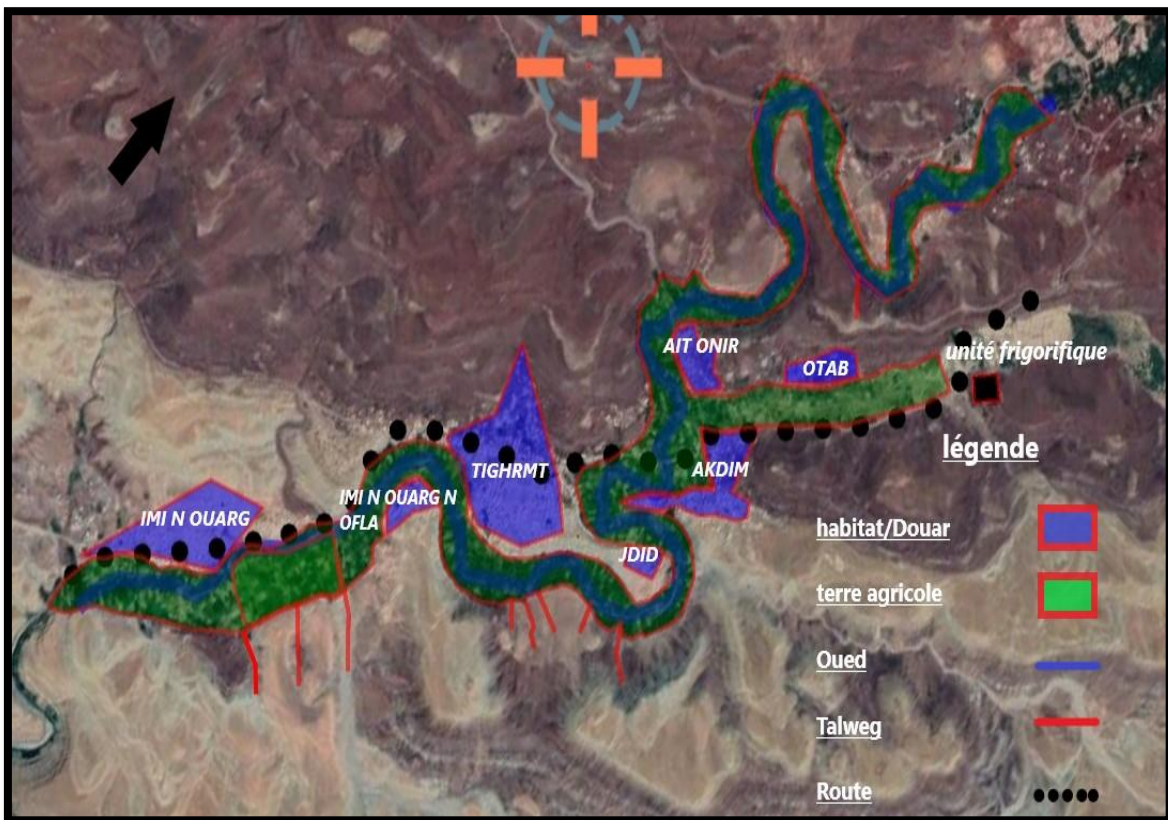 AIT ONIR
OTAB
unité frigorifique
légende
TIGHRMT
AKDIM
IMI N OUARG N
OFLA
IMI N OUARG
JDID
habitat/Douar
terre agricole
Oued
Talweg
Route